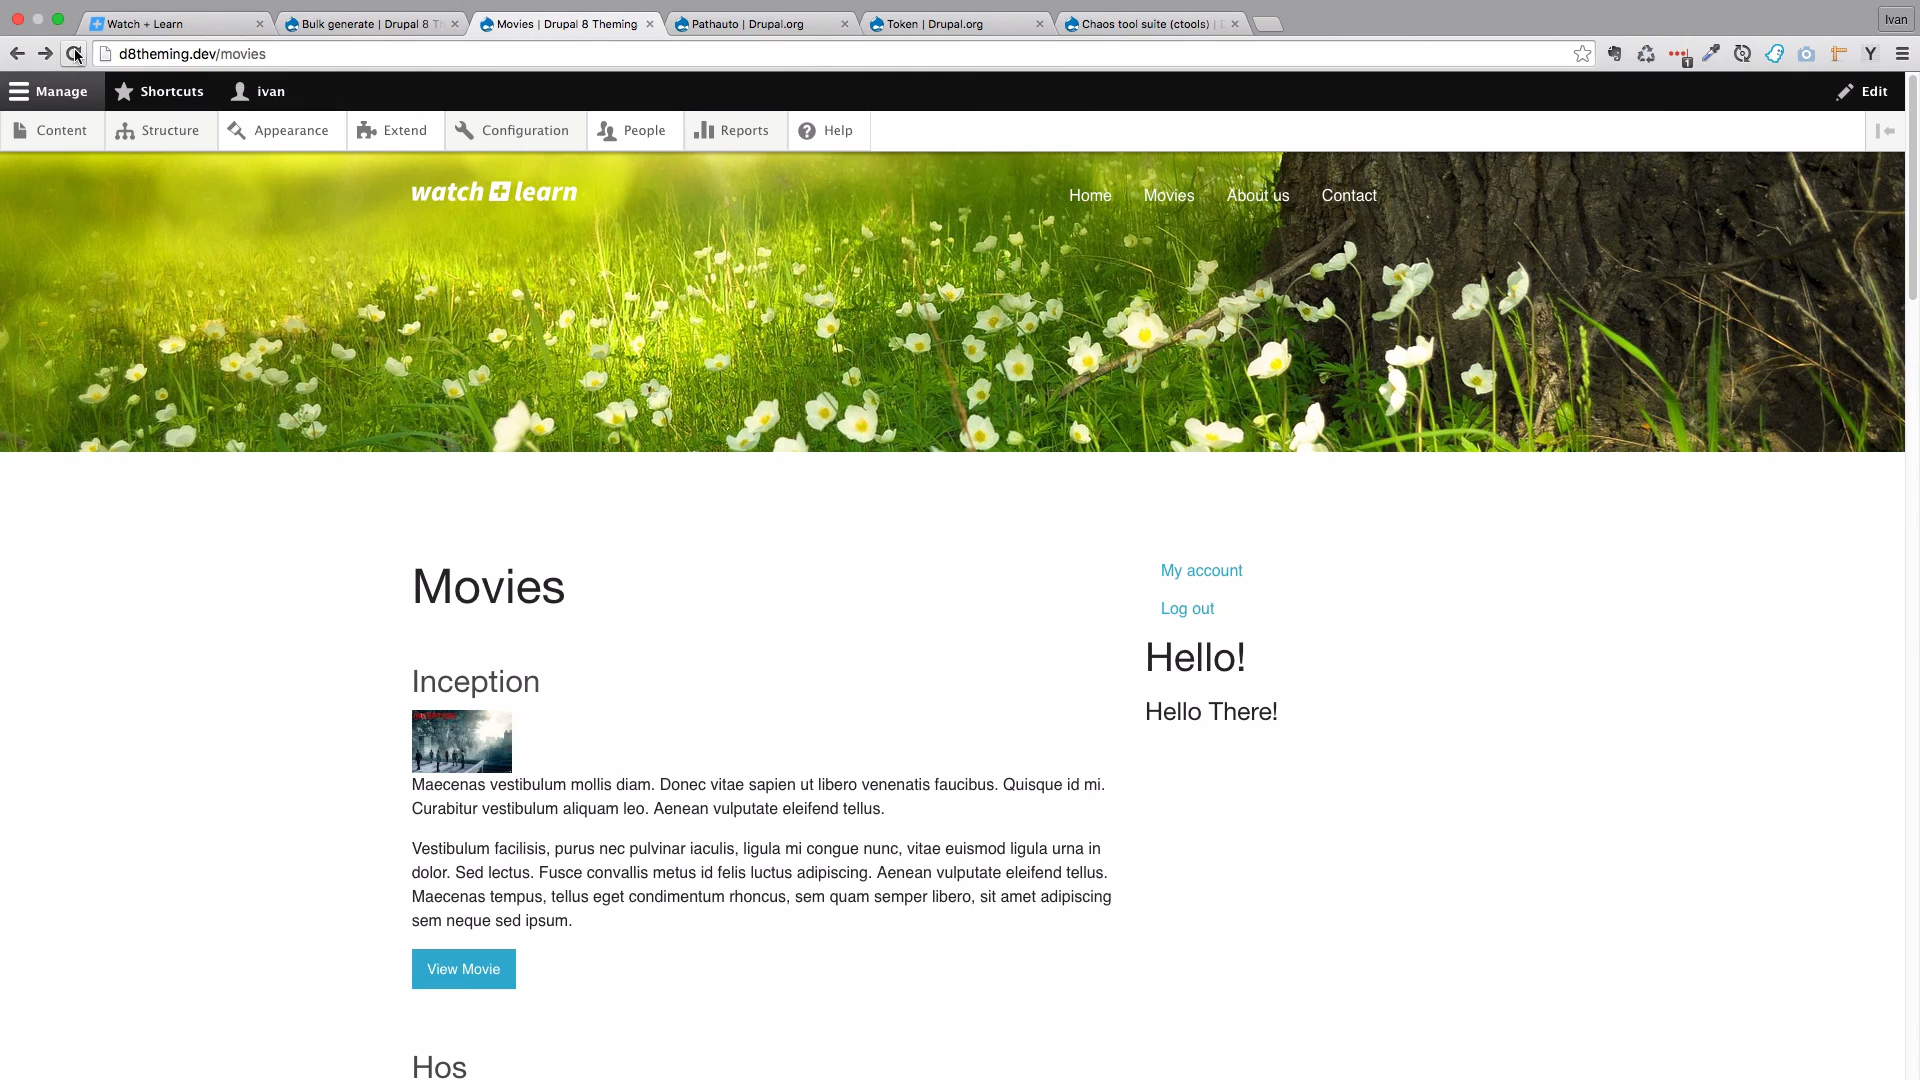 Watch + Learn
Bulk generate | Drupal 8 Th
Movies | Drupal 8 Theming
Pathauto | Drupal.org
Token | Drupal.org
Chaos tool suite (ctools) |
Ivan
d8theming.dev/movies
1
Y
Manage
Shortcuts
ivan
Edit
Content
Structure
Appearance
Extend
Configuration
People
Reports
Help
watch + learn
Home
Movies
About us
Contact
Movies
My account
Log out
Hello!
Hello There!
Inception
Maecenas vestibulum mollis diam. Donec vitae sapien ut libero venenatis faucibus. Quisque id mi.
Curabitur vestibulum aliquam leo. Aenean vulputate eleifend tellus.
Vestibulum facilisis, purus nec pulvinar iaculis, ligula mi congue nunc, vitae euismod ligula urna in
dolor. Sed lectus. Fusce convallis metus id felis luctus adipiscing. Aenean vulputate eleifend tellus.
Maecenas tempus, tellus eget condimentum rhoncus, sem quam semper libero, sit amet adipiscing
sem neque sed ipsum.
View Movie
Hos